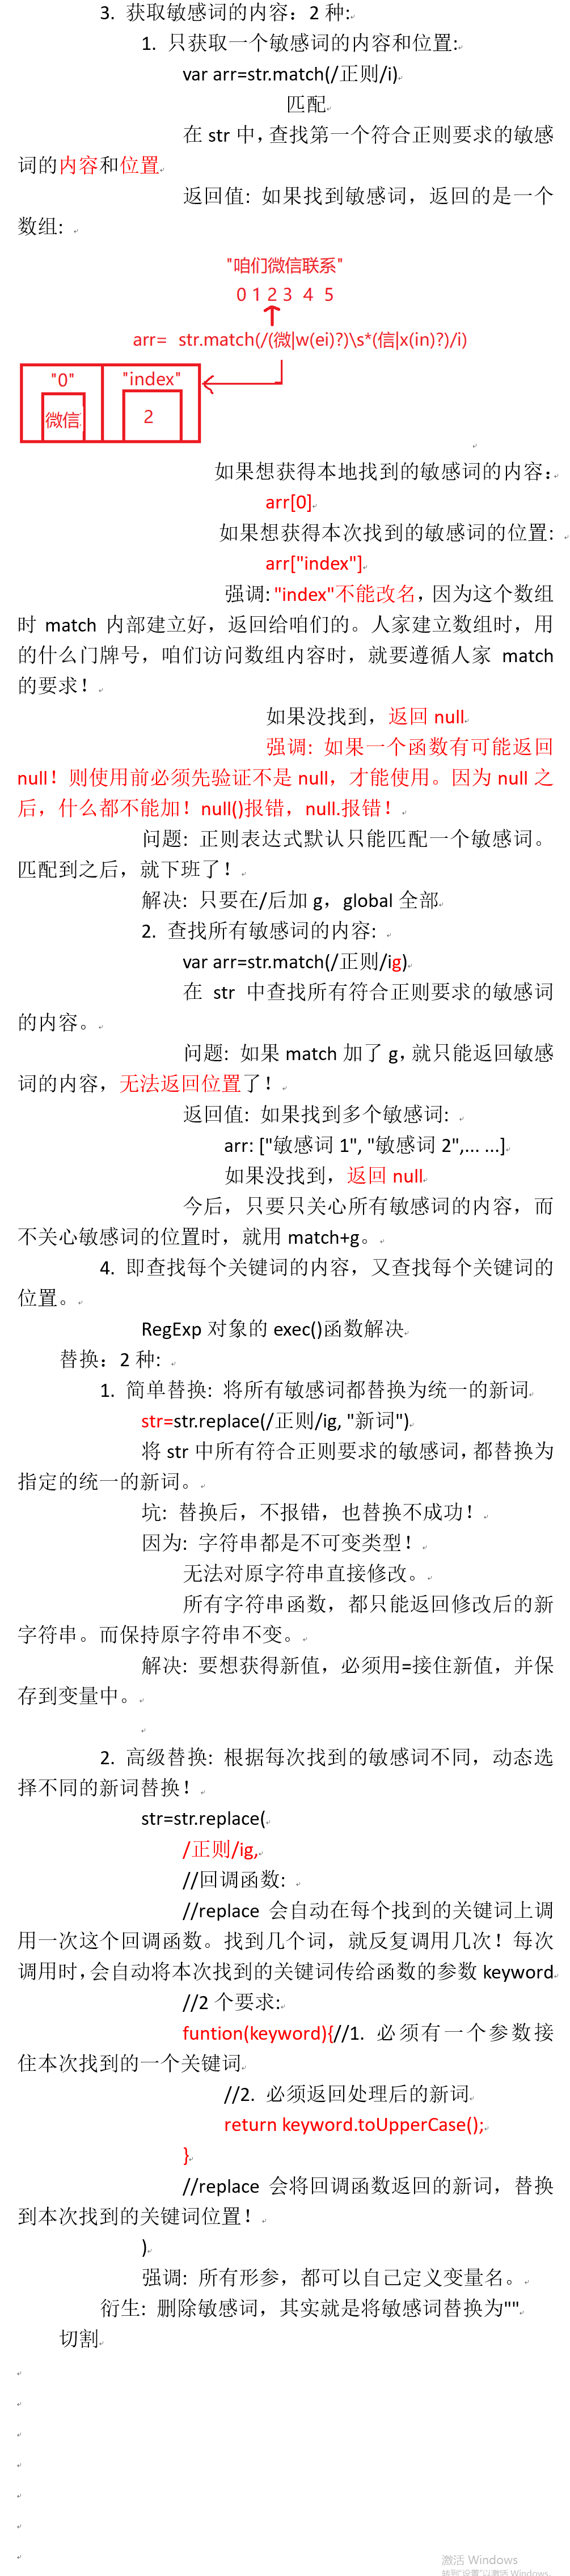 3. 获取敏感词的内容：2 种:
1. 只获取一个敏感词的内容和位置:
var arr=str.match(/正则/i)
匹配
在 str 中，查找第一个符合正则要求的敏感
词的内容和位置
返回值: 如果找到敏感词，返回的是一个
数组:
"咱们微信联系"
0 1 2 3 4 5
arr= str.match(/(微|w(ei)?)\s*(信|x(in)?)/i)
"0" "index"
微信 2
如果想获得本地找到的敏感词的内容：
arr[0]
如果想获得本次找到的敏感词的位置:
arr["index"]
强调: "index"不能改名，因为这个数组
时 match 内部建立好，返回给咱们的。人家建立数组时，用
的什么门牌号，咱们访问数组内容时，就要遵循人家 match
的要求！
如果没找到，返回 null
强调: 如果一个函数有可能返回
null！则使用前必须先验证不是 null，才能使用。因为 null 之
后，什么都不能加！null()报错，null.报错！
问题: 正则表达式默认只能匹配一个敏感词。
匹配到之后，就下班了！
解决: 只要在/后加 g，global 全部
2. 查找所有敏感词的内容:
var arr=str.match(/正则/ig)
在 str 中查找所有符合正则要求的敏感词
的内容。
问题: 如果 match 加了 g，就只能返回敏感
词的内容，无法返回位置了！
返回值: 如果找到多个敏感词:
arr: ["敏感词 1", "敏感词 2",... ...]
如果没找到，返回 null
今后，只要只关心所有敏感词的内容，而
不关心敏感词的位置时，就用 match+g。
4. 即查找每个关键词的内容，又查找每个关键词的
位置。
RegExp 对象的 exec()函数解决
替换：2 种:
1. 简单替换: 将所有敏感词都替换为统一的新词
str=str.replace(/正则/ig, "新词")
将 str 中所有符合正则要求的敏感词，都替换为
指定的统一的新词。
坑: 替换后，不报错，也替换不成功！
因为: 字符串都是不可变类型！
无法对原字符串直接修改。
所有字符串函数，都只能返回修改后的新
字符串。而保持原字符串不变。
解决: 要想获得新值，必须用=接住新值，并保
存到变量中。
2. 高级替换: 根据每次找到的敏感词不同，动态选
择不同的新词替换！
str=str.replace(
/正则/ig,
//回调函数:
//replace 会自动在每个找到的关键词上调
用一次这个回调函数。找到几个词，就反复调用几次！每次
调用时，会自动将本次找到的关键词传给函数的参数 keyword
//2 个要求:
funtion(keyword){//1. 必须有一个参数接
住本次找到的一个关键词
//2. 必须返回处理后的新词
return keyword.toUpperCase();
}
//replace 会将回调函数返回的新词，替换
到本次找到的关键词位置！
)
强调: 所有形参，都可以自己定义变量名。
衍生: 删除敏感词，其实就是将敏感词替换为""
切割
激活 Windows
转到"设置"以激活 Windows。